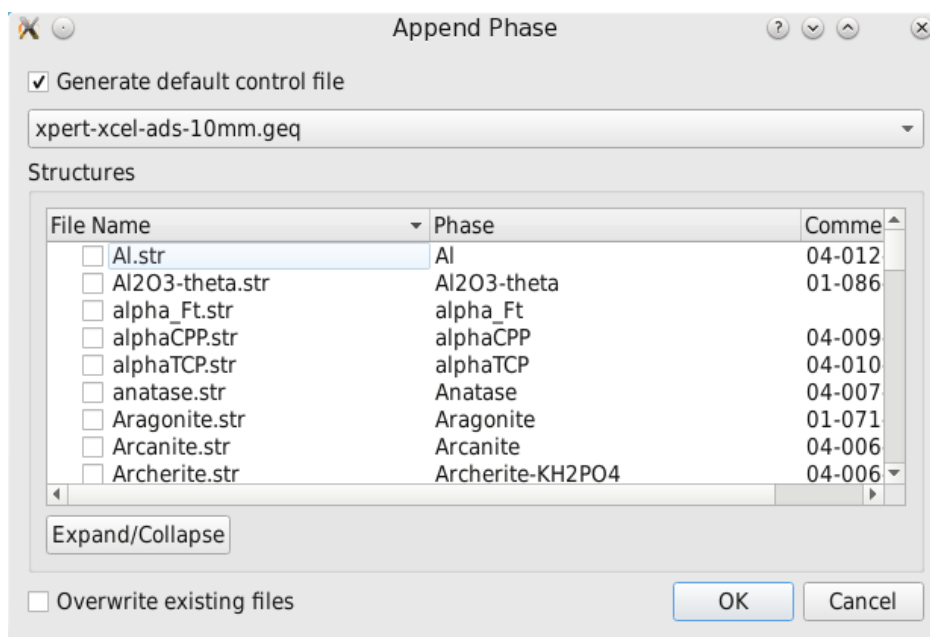 Append Phase
Generate default control file
xpert-xcel-ads-10mm.geq
Structures
File Name Phase Comme
Al.str Al 04-012
Al2O3-theta.str Al2O3-theta 01-086
alpha_Ft.str alpha_Ft
alphaCPP.str alphaCPP 04-009
alphaTCP.str alphaTCP 04-010
anatase.str Anatase 04-007
Aragonite.str Aragonite 01-071
Arcanite.str Arcanite 04-006
Archerite.str Archerite-KH2PO4 04-006
Expand/Collapse
Overwrite existing files OK Cancel